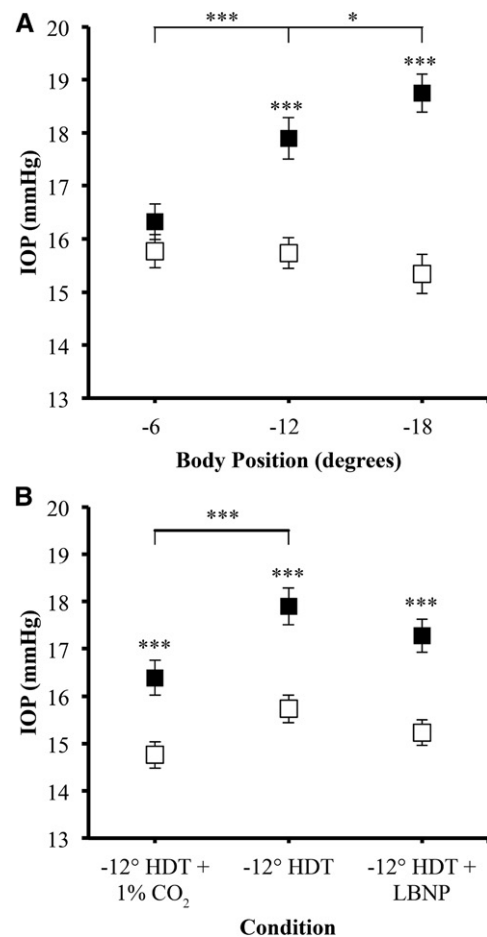 A
*** *
20
19
18
17
16
15
14
13
***
***
IOP (mmHg)
-6 -12 -18
Body Position (degrees)
B
***
20
19
18
17
16
15
14
13
***
***
***
IOP (mmHg)
-12° HDT + -12° HDT -12° HDT +
1% CO₂ LBNP
Condition